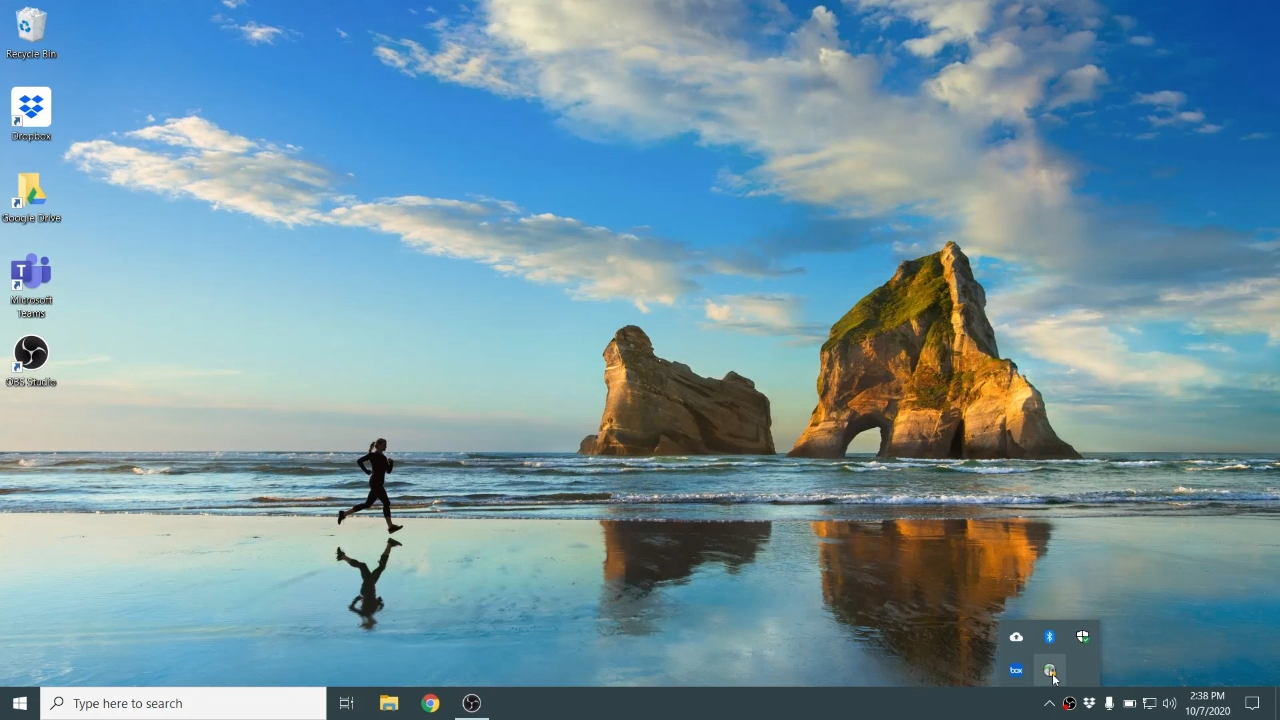 Recycle Bin
Dropbox
Google Drive
T
Microsoft
Teams
OBS Studio
box
Type here to search
2:38 PM
10/7/2020